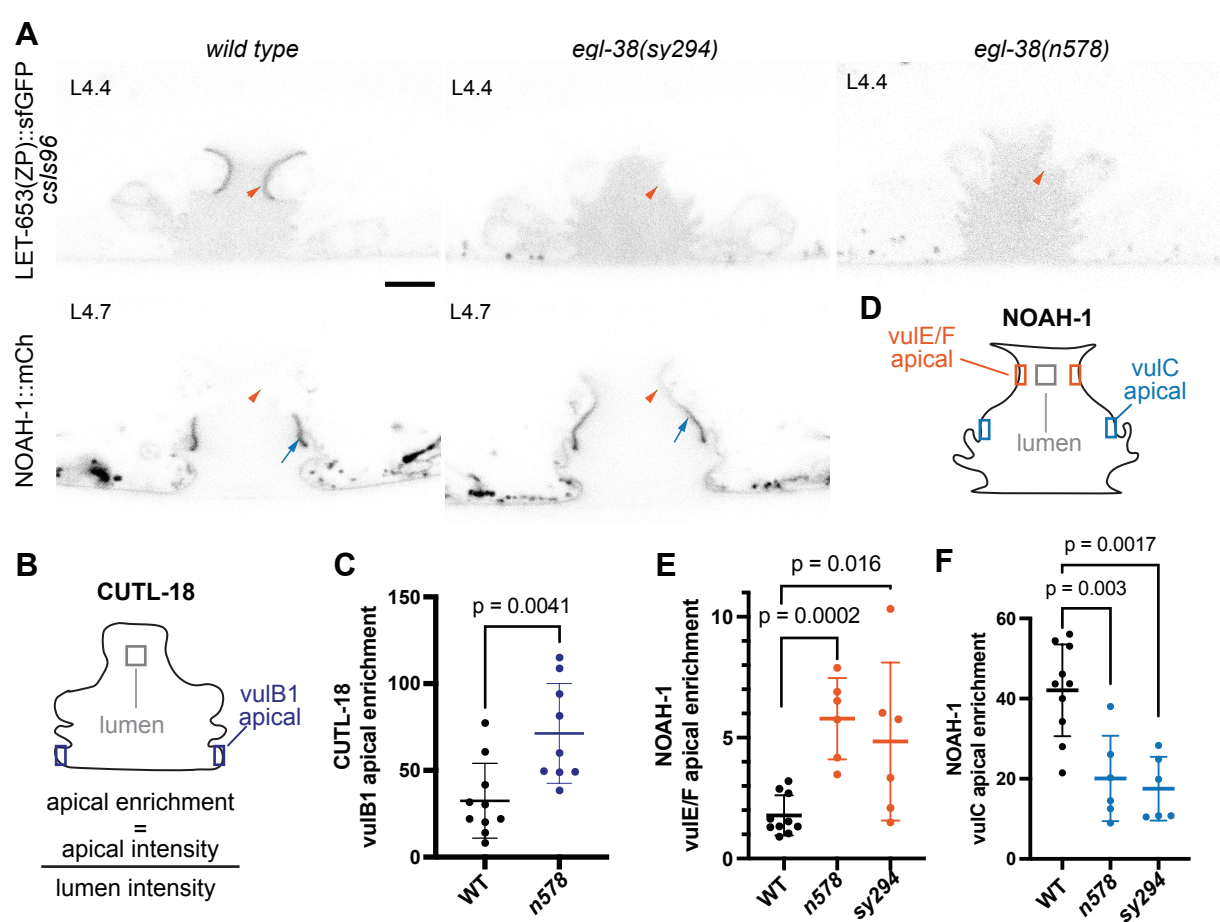 A
wild type
egl-38(sy294)
egl-38(n578)
LET-653(ZP)::sfGFP
csIs96
L4.4
L4.4
L4.4
NOAH-1::mCh
L4.7
L4.7
D
NOAH-1
vulE/F
apical
vulC
apical
lumen
B
CUTL-18
lumen
vulB1
apical
apical enrichment
=
apical intensity
lumen intensity
C
CUTL-18
vulB1 apical enrichment
150
100
50
0
p = 0.0041
WT
n578
E
NOAH-1
vulE/F apical enrichment
10
5
0
p = 0.016
p = 0.0002
WT
n578
sy294
F
NOAH-1
vulC apical enrichment
60
40
20
0
p = 0.0017
p = 0.003
WT
n578
sy294